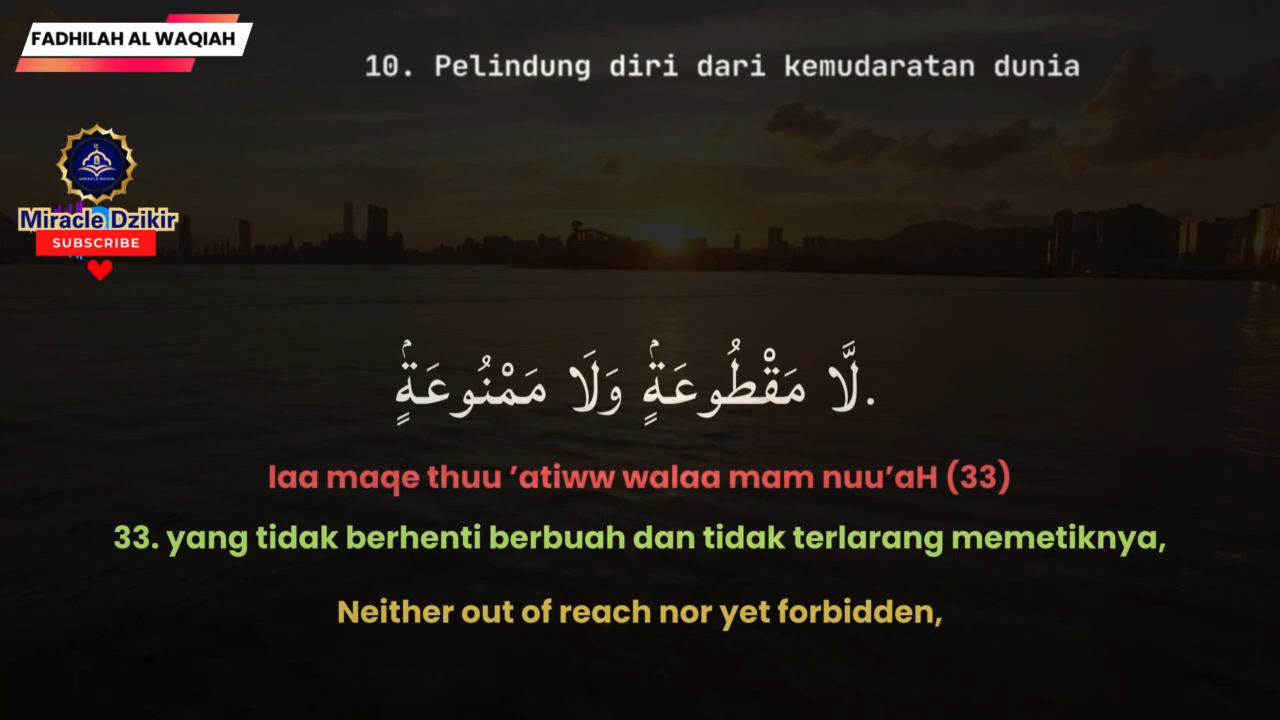 FADHILAH AL WAQIAH
10. Pelindung diri dari kemudaratan dunia
MIRACLE DZIKIR
Miracle Dzikir
SUBSCRIBE
لَّا مَقْطُوعَةٍۢ وَلَا مَمْنُوعَةٍۢ.
laa maqe thuu ’atiww walaa mam nuu’aH (33)
33. yang tidak berhenti berbuah dan tidak terlarang memetiknya,
Neither out of reach nor yet forbidden,